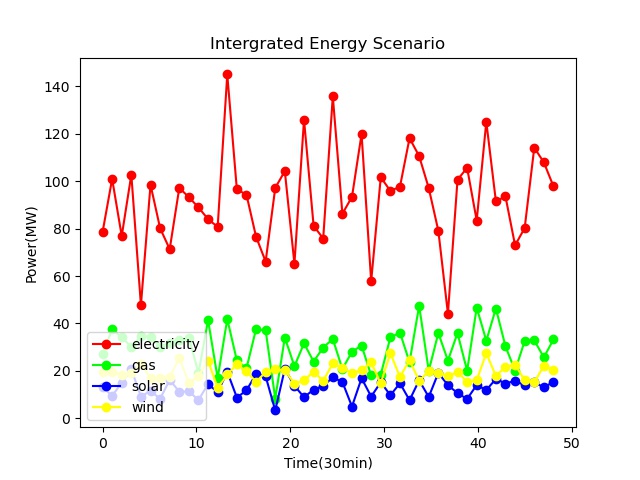 Intergrated Energy Scenario
Power(MW)
140
120
100
80
60
40
20
0
electricity
gas
solar
wind
0 10 20 30 40 50
Time(30min)